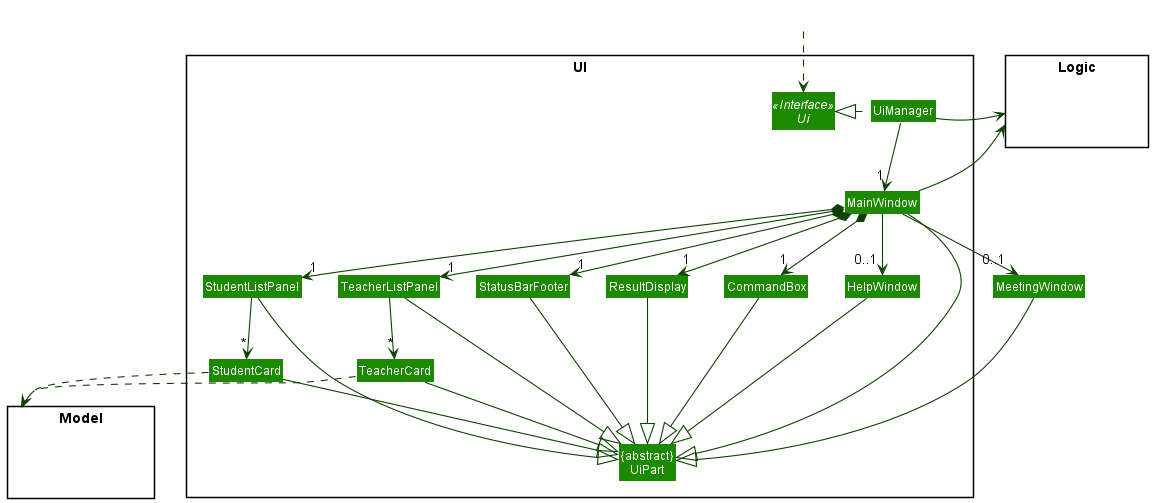 UI
Logic
«Interface»
Ui
UiManager
1
MainWindow
1
1
1
1
1
0..1
0..1
StudentListPanel
TeacherListPanel
StatusBarFooter
ResultDisplay
CommandBox
HelpWindow
MeetingWindow
*
*
StudentCard
TeacherCard
Model
{abstract}
UiPart